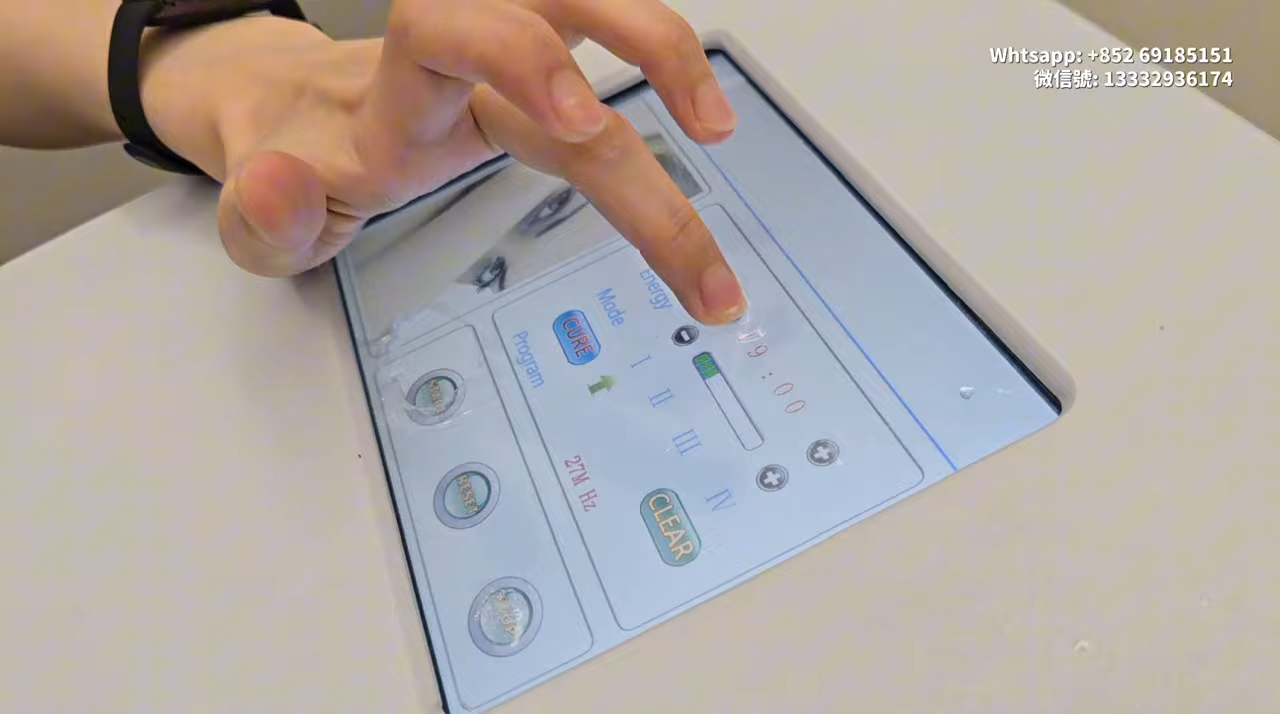 Whtsapp: +852 69185151
微信號: 13332936174
Energy
Mode
CURE
Program
I
II
III
IV
9:00
27M Hz
CLEAR
RESET